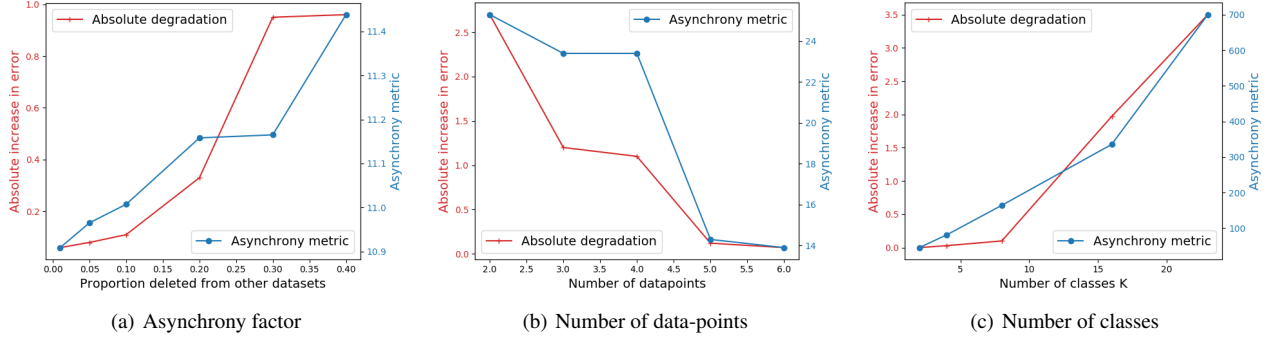 Absolute degradation
Asynchrony metric
Absolute increase in error
1.0
0.8
0.6
0.4
0.2
11.4
11.3
11.2
11.1
11.0
10.9
Asynchrony metric
0.00 0.05 0.10 0.15 0.20 0.25 0.30 0.35 0.40
Proportion deleted from other datasets
(a) Asynchrony factor
Asynchrony metric
Absolute degradation
Absolute increase in error
2.5
2.0
1.5
1.0
0.5
0.0
24
22
20
18
16
14
Asynchrony metric
2.0 2.5 3.0 3.5 4.0 4.5 5.0 5.5 6.0
Number of datapoints
(b) Number of data-points
Absolute degradation
Asynchrony metric
Absolute increase in error
3.5
3.0
2.5
2.0
1.5
1.0
0.5
0.0
700
600
500
400
300
200
100
Asynchrony metric
5 10 15 20
Number of classes K
(c) Number of classes